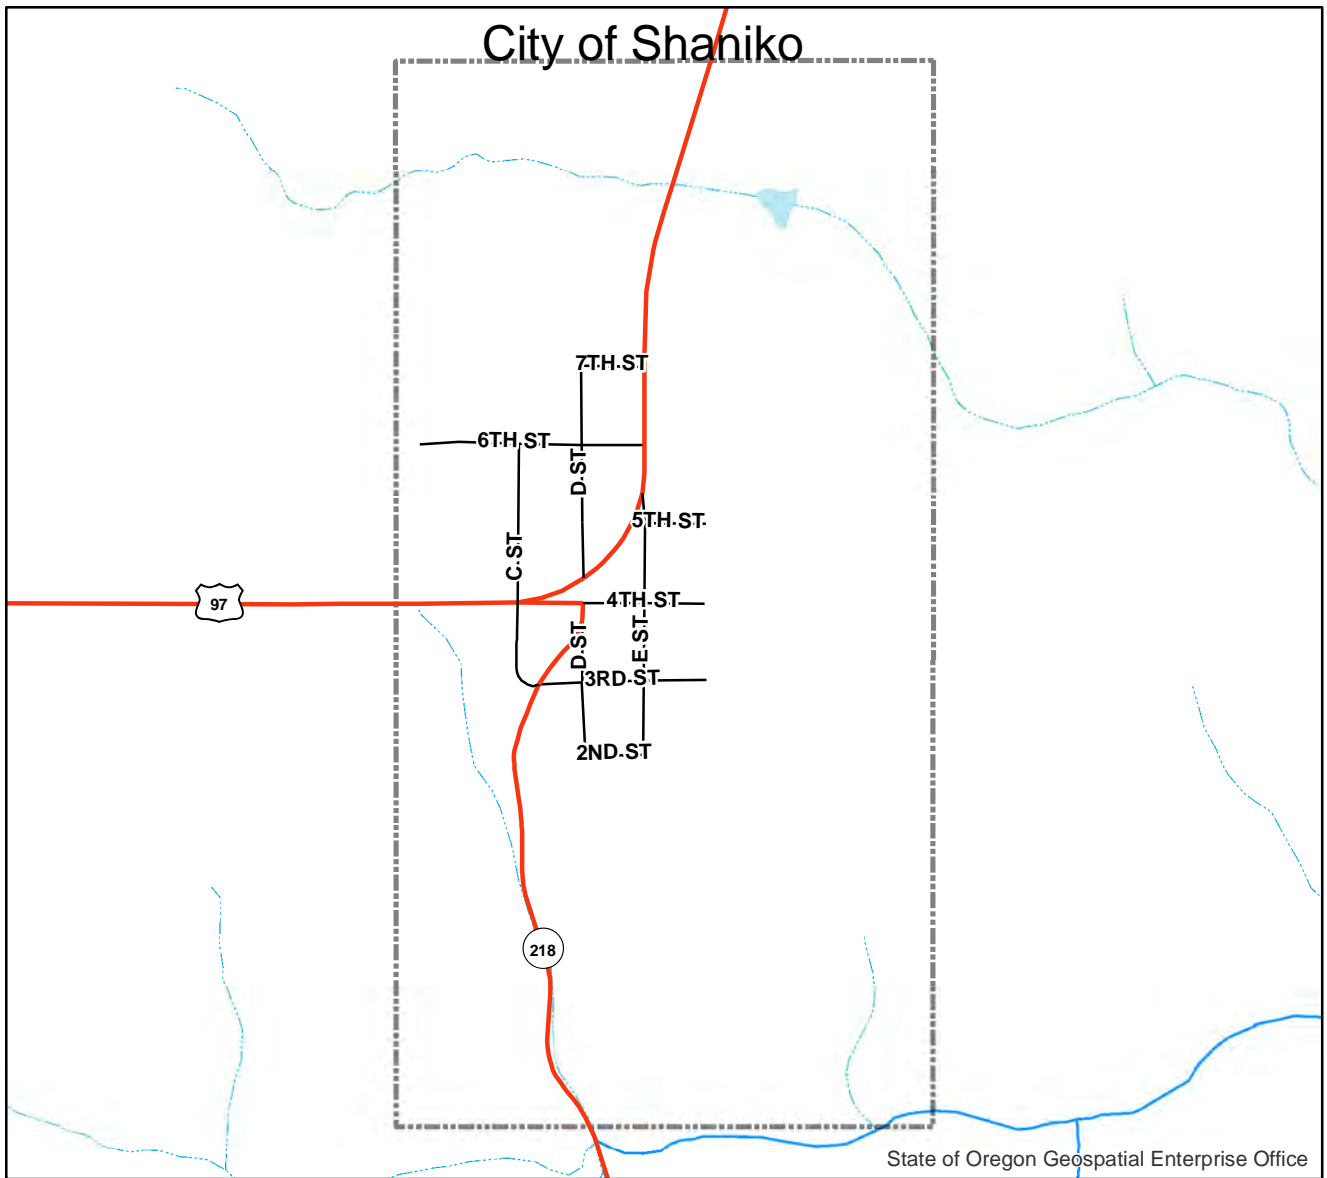 City of Shaniko
7TH ST
6TH ST
D ST
5TH ST
C ST
97
4TH ST
D ST
E ST
3RD ST
2ND ST
218
State of Oregon Geospatial Enterprise Office